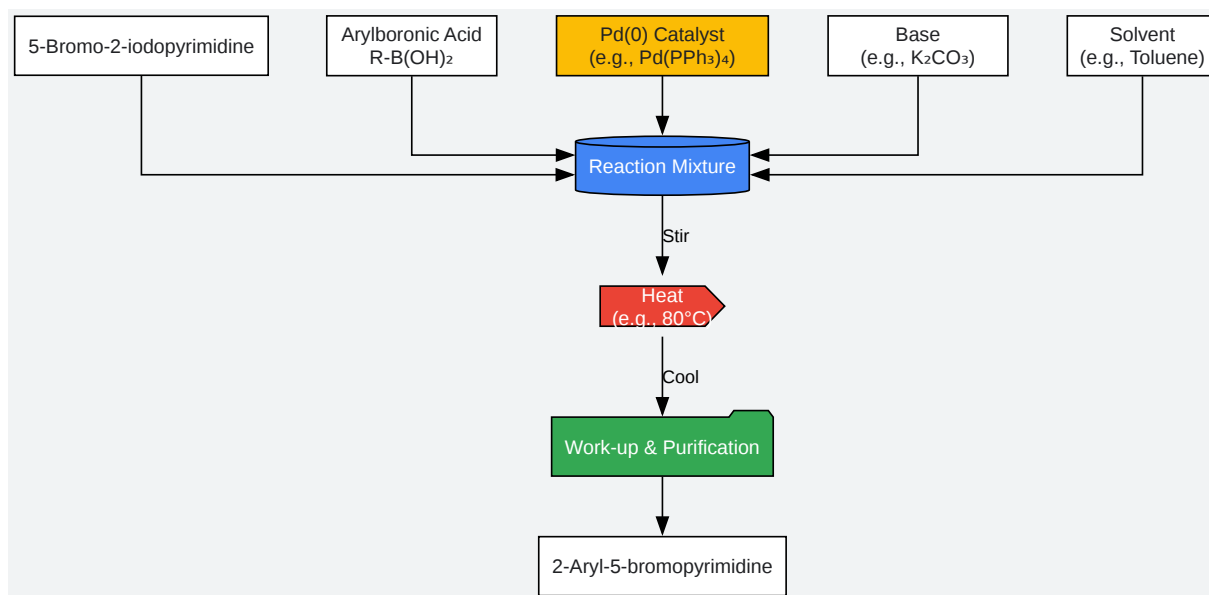 5-Bromo-2-iodopyrimidine
Arylboronic Acid
R-B(OH)₂
Pd(0) Catalyst
(e.g., Pd(PPh₃)₄)
Base
(e.g., K₂CO₃)
Solvent
(e.g., Toluene)
Reaction Mixture
Stir
Heat
(e.g., 80°C)
Cool
Work-up & Purification
2-Aryl-5-bromopyrimidine